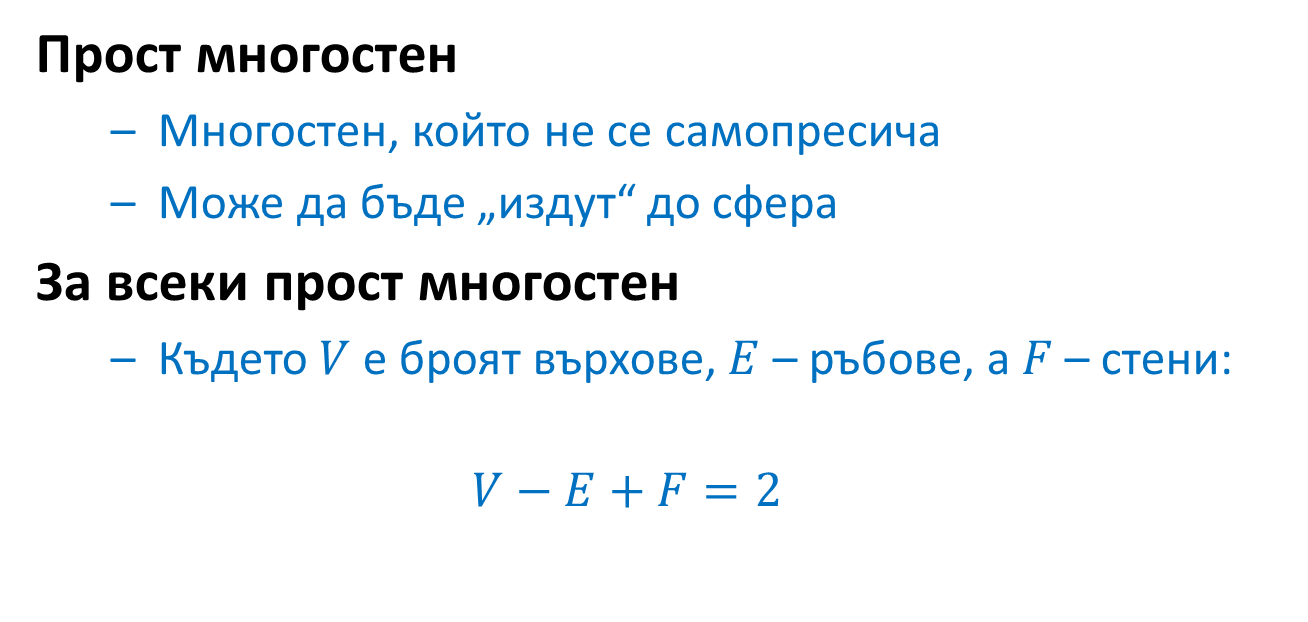 Прост многостен
– Многостен, който не се самопресича
– Може да бъде „издут“ до сфера
За всеки прост многостен
– Където V е броят върхове, E – ръбове, а F – стени:
V − E + F = 2